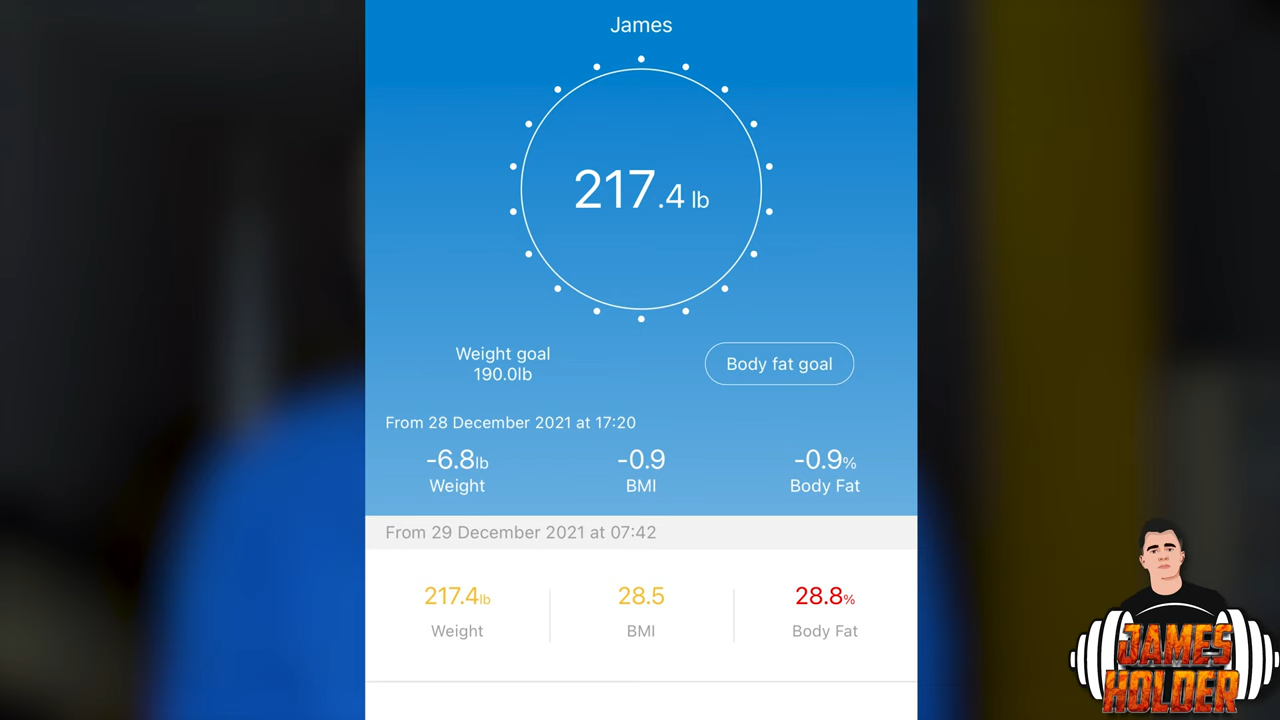 James
217.4 lb
Weight goal
190.0lb
Body fat goal
From 28 December 2021 at 17:20
-6.8lb
-0.9
-0.9%
Weight
BMI
Body Fat
From 29 December 2021 at 07:42
217.4lb
28.5
28.8%
Weight
BMI
Body Fat
JAMES
HOLDER